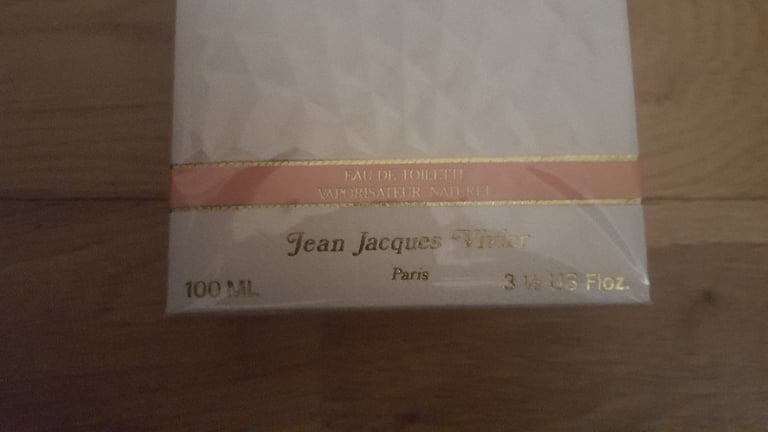 EAU DE TOILETTE
VAPORISATEUR NATUREL
Jean Jacques Vivier
Paris
100 ML
3 ⅓ US Floz.